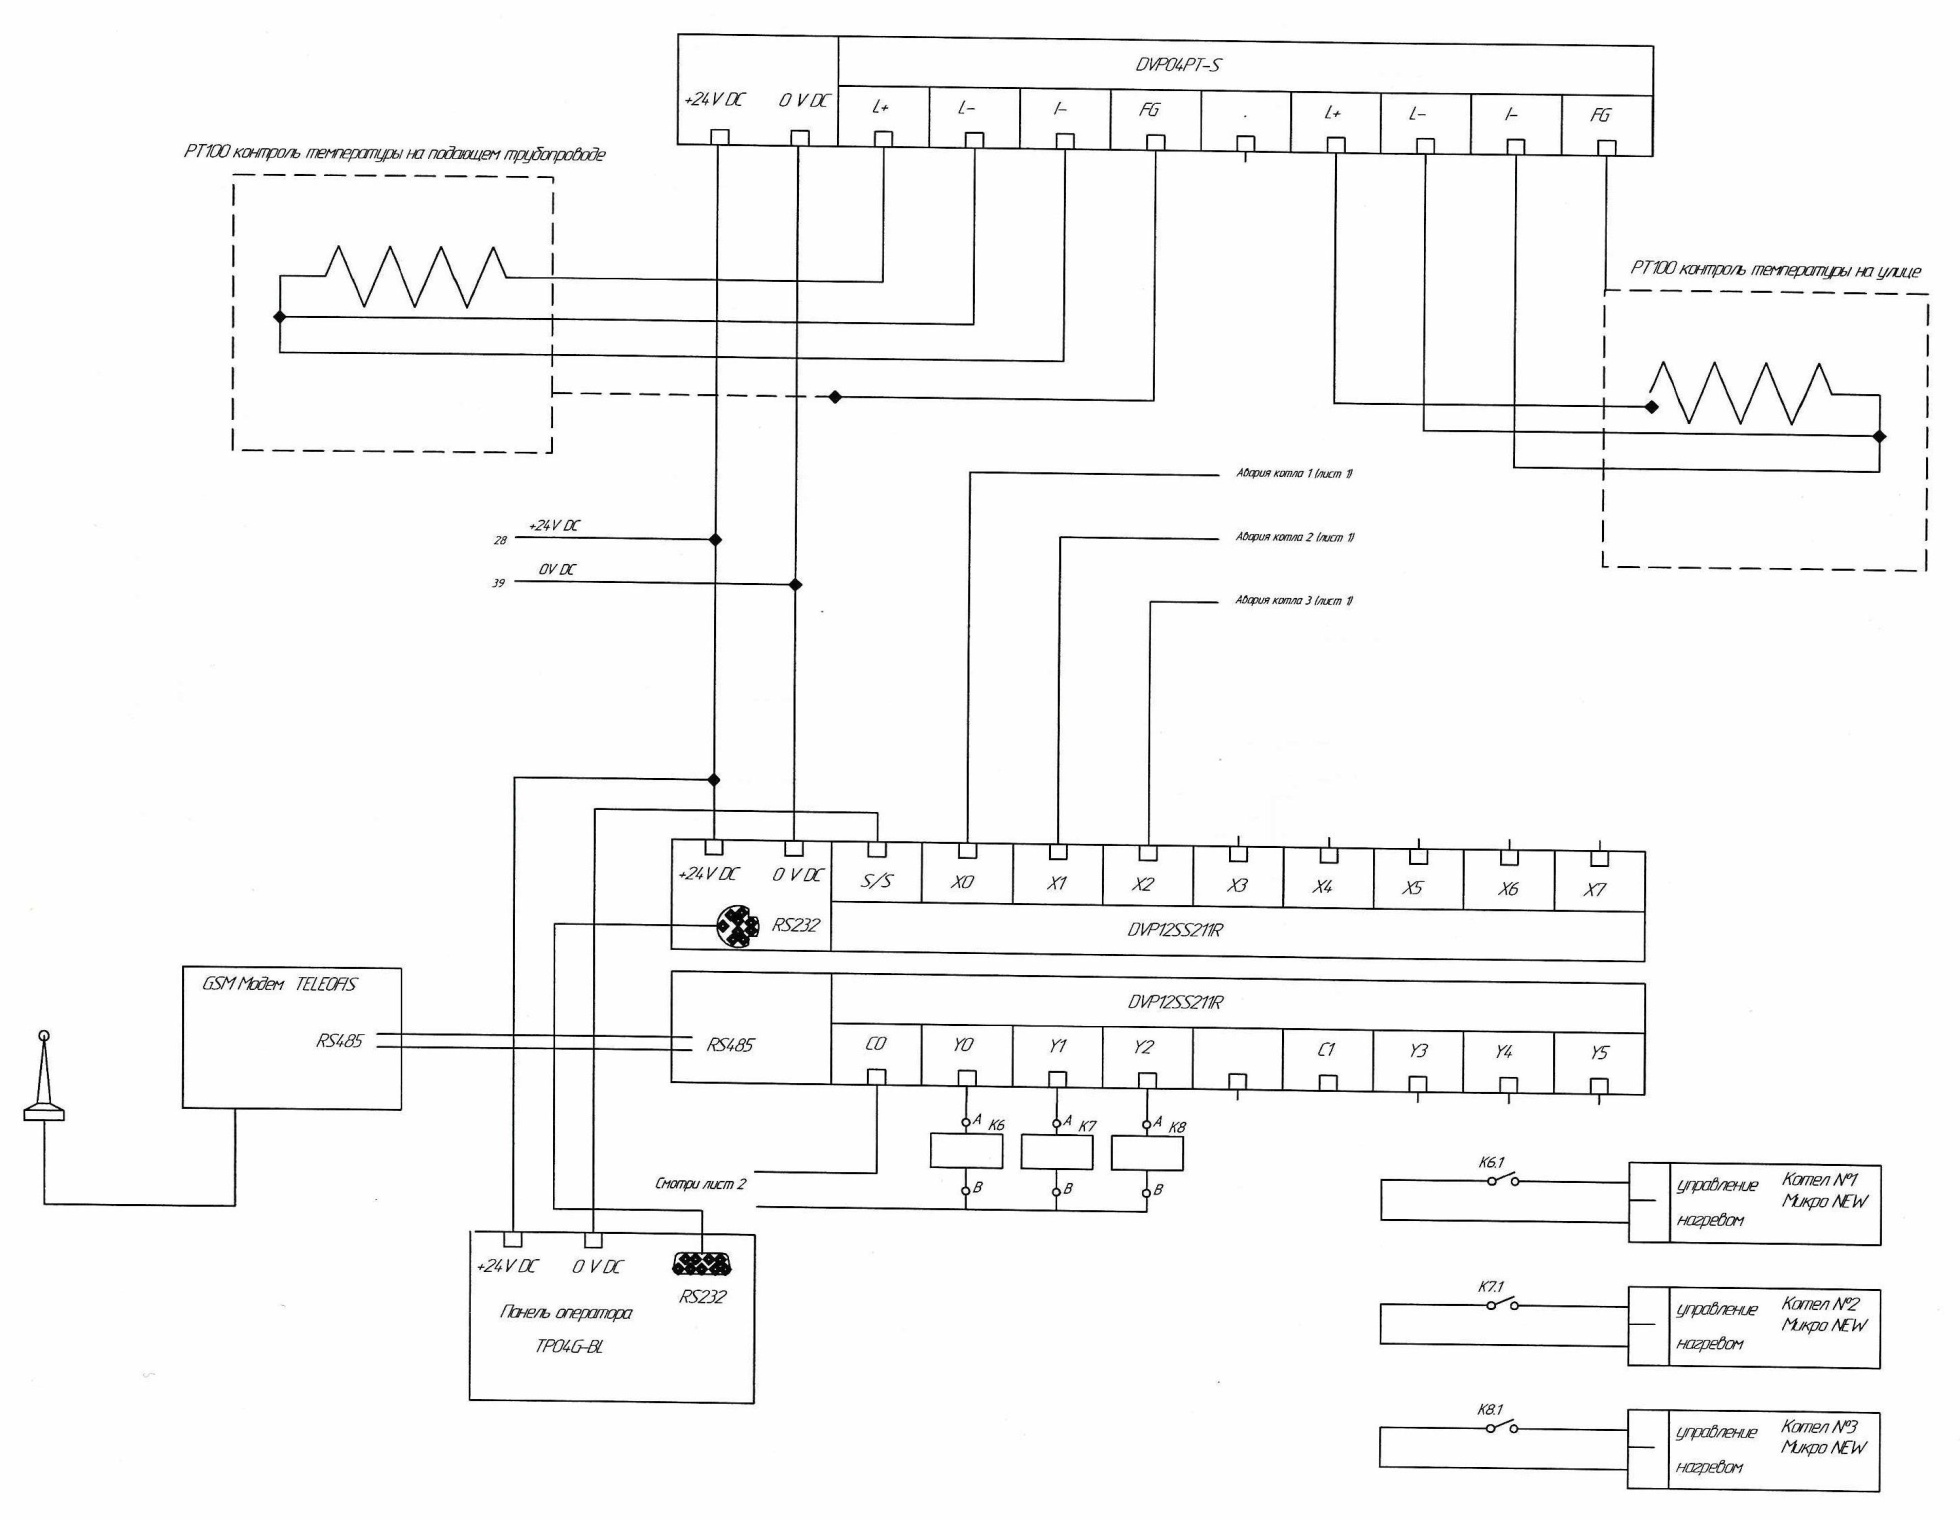 DVP04PT-S
+24V DC 0 V DC L+ L- I- FG . L+ L- I- FG
PT100 контроль температуры на подающем трубопроводе
PT100 контроль температуры на улице
Авария котла 1 (лист 1)
+24V DC
28
Авария котла 2 (лист 1)
0V DC
39
Авария котла 3 (лист 1)
+24V DC 0 V DC S/S X0 X1 X2 X3 X4 X5 X6 X7
RS232
DVP12SS211R
GSM Модем TELEOFIS
RS485
DVP12SS211R
RS485
C0 Y0 Y1 Y2 C1 Y3 Y4 Y5
A K6 A K7 A K8
B B B
Смотри лист 2
K6.1
управление
нагревом
Котел №1
Микро NEW
+24V DC 0 V DC
RS232
Панель оператора
TP04G-BL
K7.1
управление
нагревом
Котел №2
Микро NEW
K8.1
управление
нагревом
Котел №3
Микро NEW